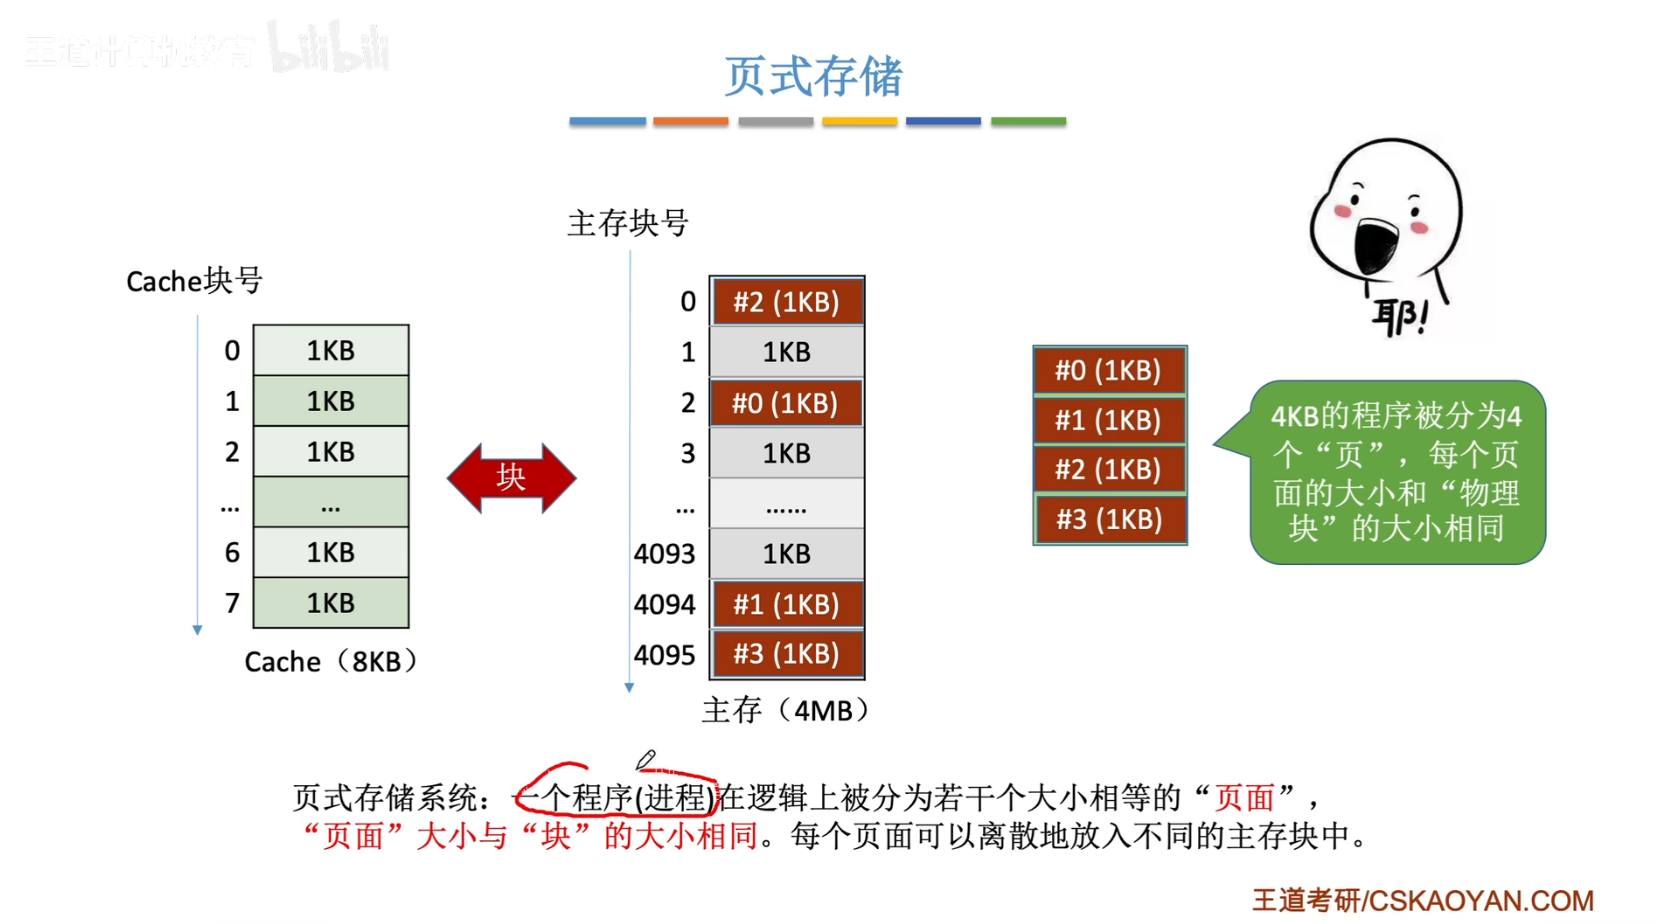 王道计算机教育 bilibili
页式存储
主存块号
Cache块号
0 1KB
1 1KB
2 1KB
... ...
6 1KB
7 1KB
Cache（8KB）
块
0 #2 (1KB)
1 1KB
2 #0 (1KB)
3 1KB
... ......
4093 1KB
4094 #1 (1KB)
4095 #3 (1KB)
主存（4MB）
耶!
#0 (1KB)
#1 (1KB)
#2 (1KB)
#3 (1KB)
4KB的程序被分为4
个“页”，每个页
面的大小和“物理
块”的大小相同
页式存储系统：一个程序(进程)在逻辑上被分为若干个大小相等的“页面”，
“页面”大小与“块”的大小相同。每个页面可以离散地放入不同的主存块中。
王道考研/CSKAOYAN.COM